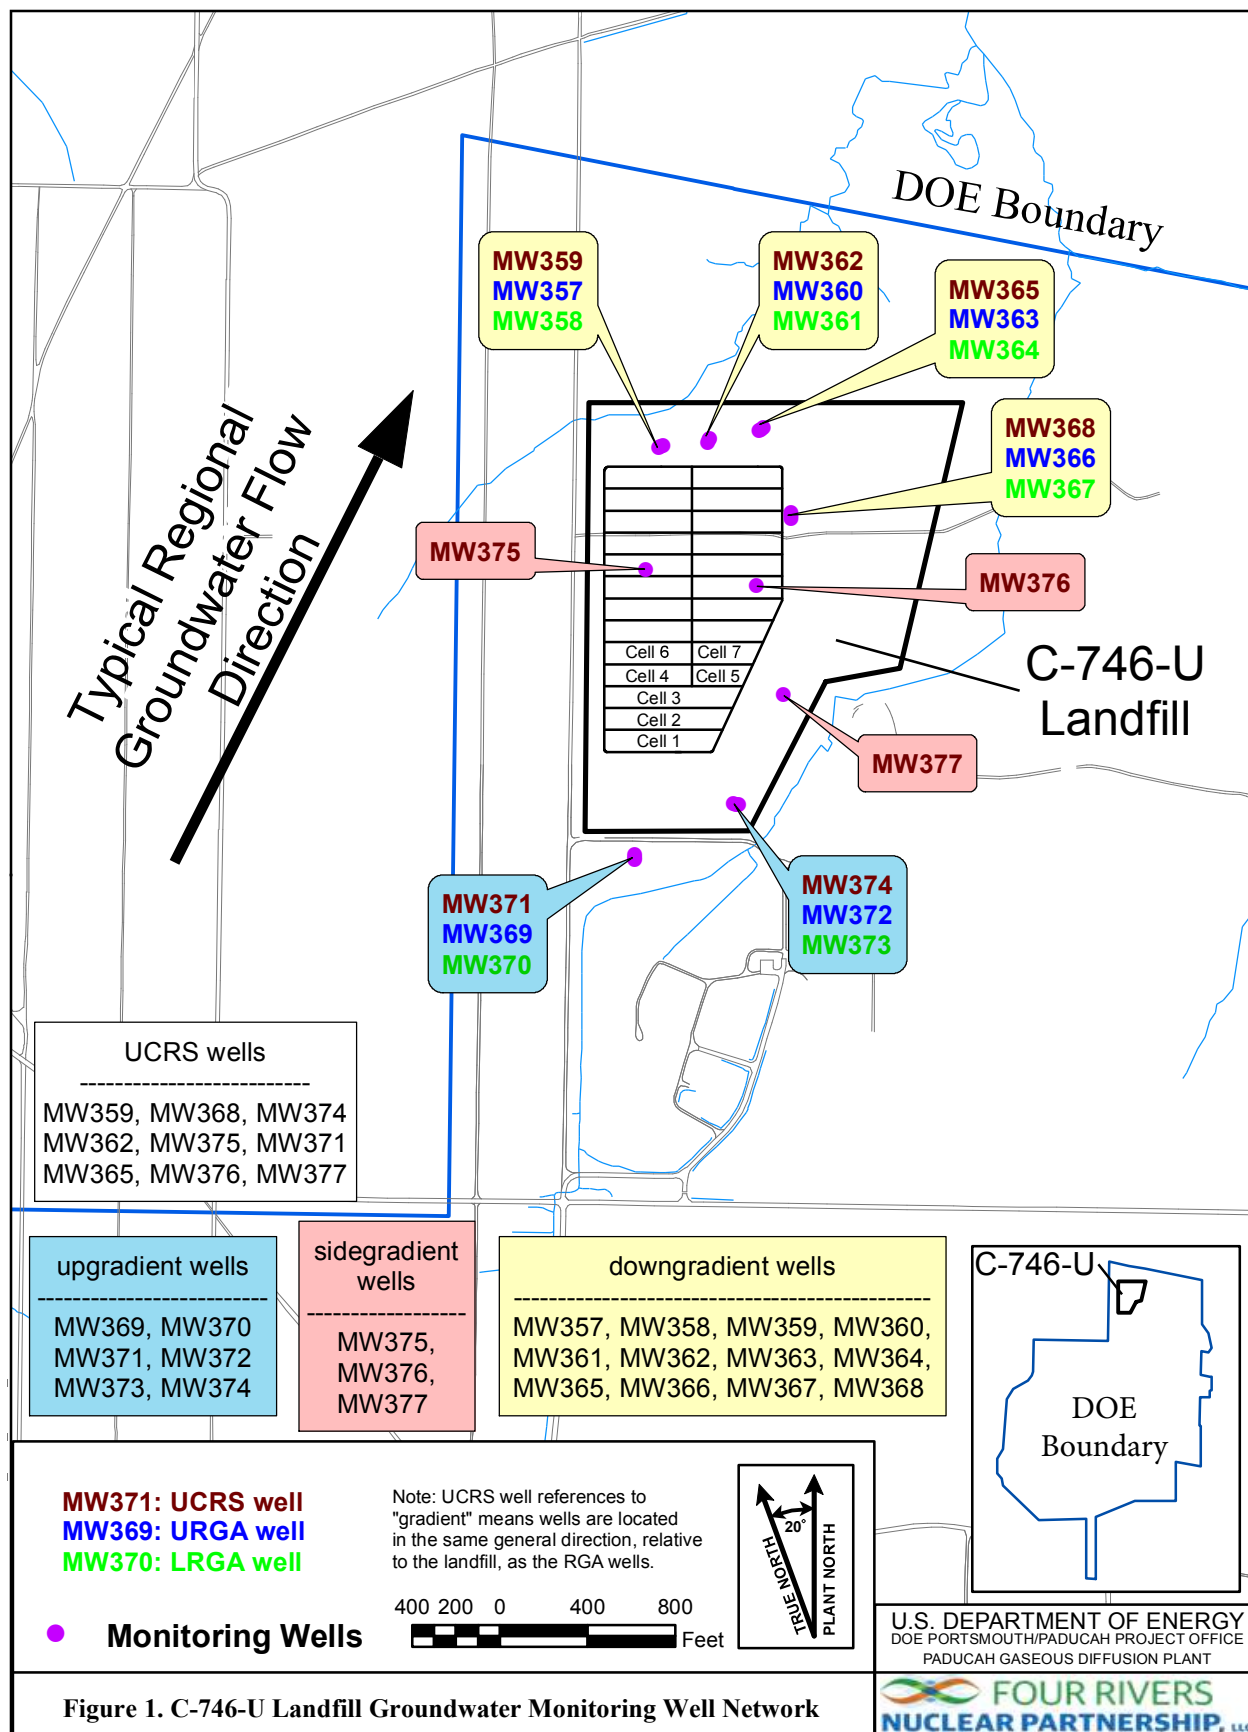 DOE Boundary
MW359
MW357
MW358
MW362
MW360
MW361
MW365
MW363
MW364
MW368
MW366
MW367
Typical Regional
Groundwater Flow
Direction
MW375
MW376
Cell 6
Cell 7
Cell 4
Cell 5
Cell 3
Cell 2
Cell 1
C-746-U
Landfill
MW377
MW371
MW369
MW370
MW374
MW372
MW373
UCRS wells
--------------------------
MW359, MW368, MW374
MW362, MW375, MW371
MW365, MW376, MW377
upgradient wells
--------------------------
MW369, MW370
MW371, MW372
MW373, MW374
sidegradient
wells
------------------
MW375,
MW376,
MW377
downgradient wells
-----------------------------------------------
MW357, MW358, MW359, MW360,
MW361, MW362, MW363, MW364,
MW365, MW366, MW367, MW368
C-746-U
DOE
Boundary
MW371: UCRS well
MW369: URGA well
MW370: LRGA well
Monitoring Wells
Note: UCRS well references to
"gradient" means wells are located
in the same general direction, relative
to the landfill, as the RGA wells.
400 200 0 400 800
Feet
20°
TRUE NORTH
PLANT NORTH
U.S. DEPARTMENT OF ENERGY
DOE PORTSMOUTH/PADUCAH PROJECT OFFICE
PADUCAH GASEOUS DIFFUSION PLANT
FOUR RIVERS
NUCLEAR PARTNERSHIP, LLC
Figure 1. C-746-U Landfill Groundwater Monitoring Well Network